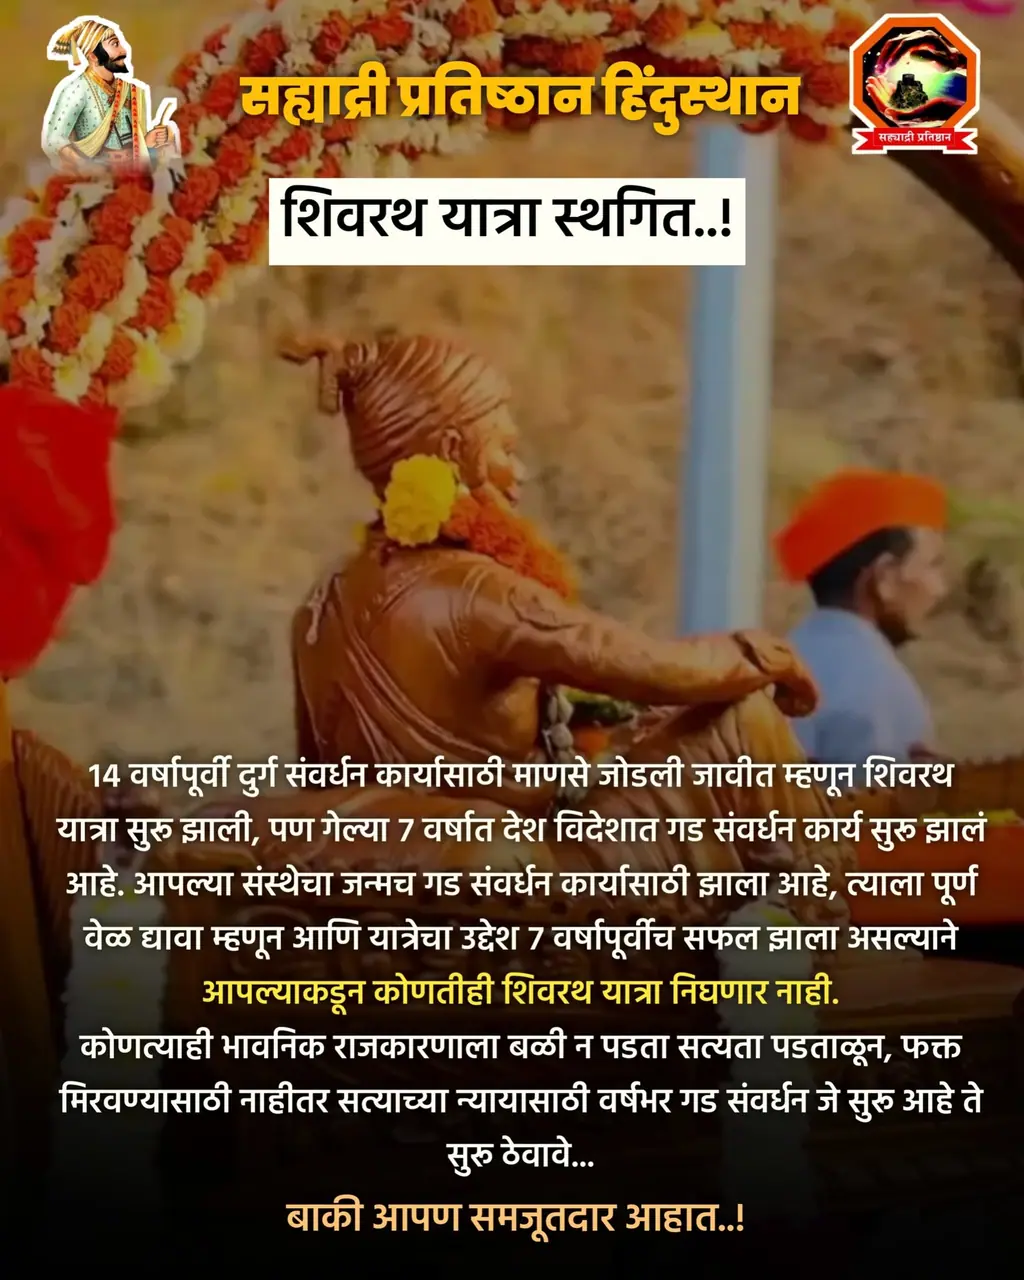 सह्याद्री प्रतिष्ठान हिंदुस्थान
सह्याद्री प्रतिष्ठान
शिवरथ यात्रा स्थगित..!
14 वर्षापूर्वी दुर्ग संवर्धन कार्यासाठी माणसे जोडली जावीत म्हणून शिवरथ
यात्रा सुरू झाली, पण गेल्या 7 वर्षात देश विदेशात गड संवर्धन कार्य सुरू झालं
आहे. आपल्या संस्थेचा जन्मच गड संवर्धन कार्यासाठी झाला आहे, त्याला पूर्ण
वेळ द्यावा म्हणून आणि यात्रेचा उद्देश 7 वर्षापूर्वीच सफल झाला असल्याने
आपल्याकडून कोणतीही शिवरथ यात्रा निघणार नाही.
कोणत्याही भावनिक राजकारणाला बळी न पडता सत्यता पडताळून, फक्त
मिरवण्यासाठी नाहीतर सत्याच्या न्यायासाठी वर्षभर गड संवर्धन जे सुरू आहे ते
सुरू ठेवावे...
बाकी आपण समजूतदार आहात..!